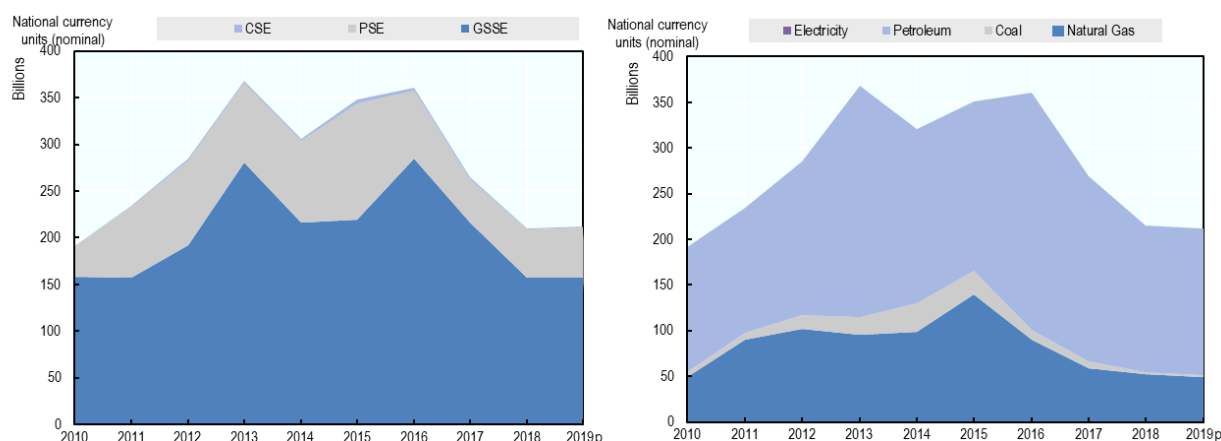 National currency
units (nominal)
CSE PSE GSSE
Billions
400
350
300
250
200
150
100
50
0
2010 2011 2012 2013 2014 2015 2016 2017 2018 2019p
National currency
units (nominal)
Electricity Petroleum Coal Natural Gas
Billions
400
350
300
250
200
150
100
50
0
2010 2011 2012 2013 2014 2015 2016 2017 2018 2019p